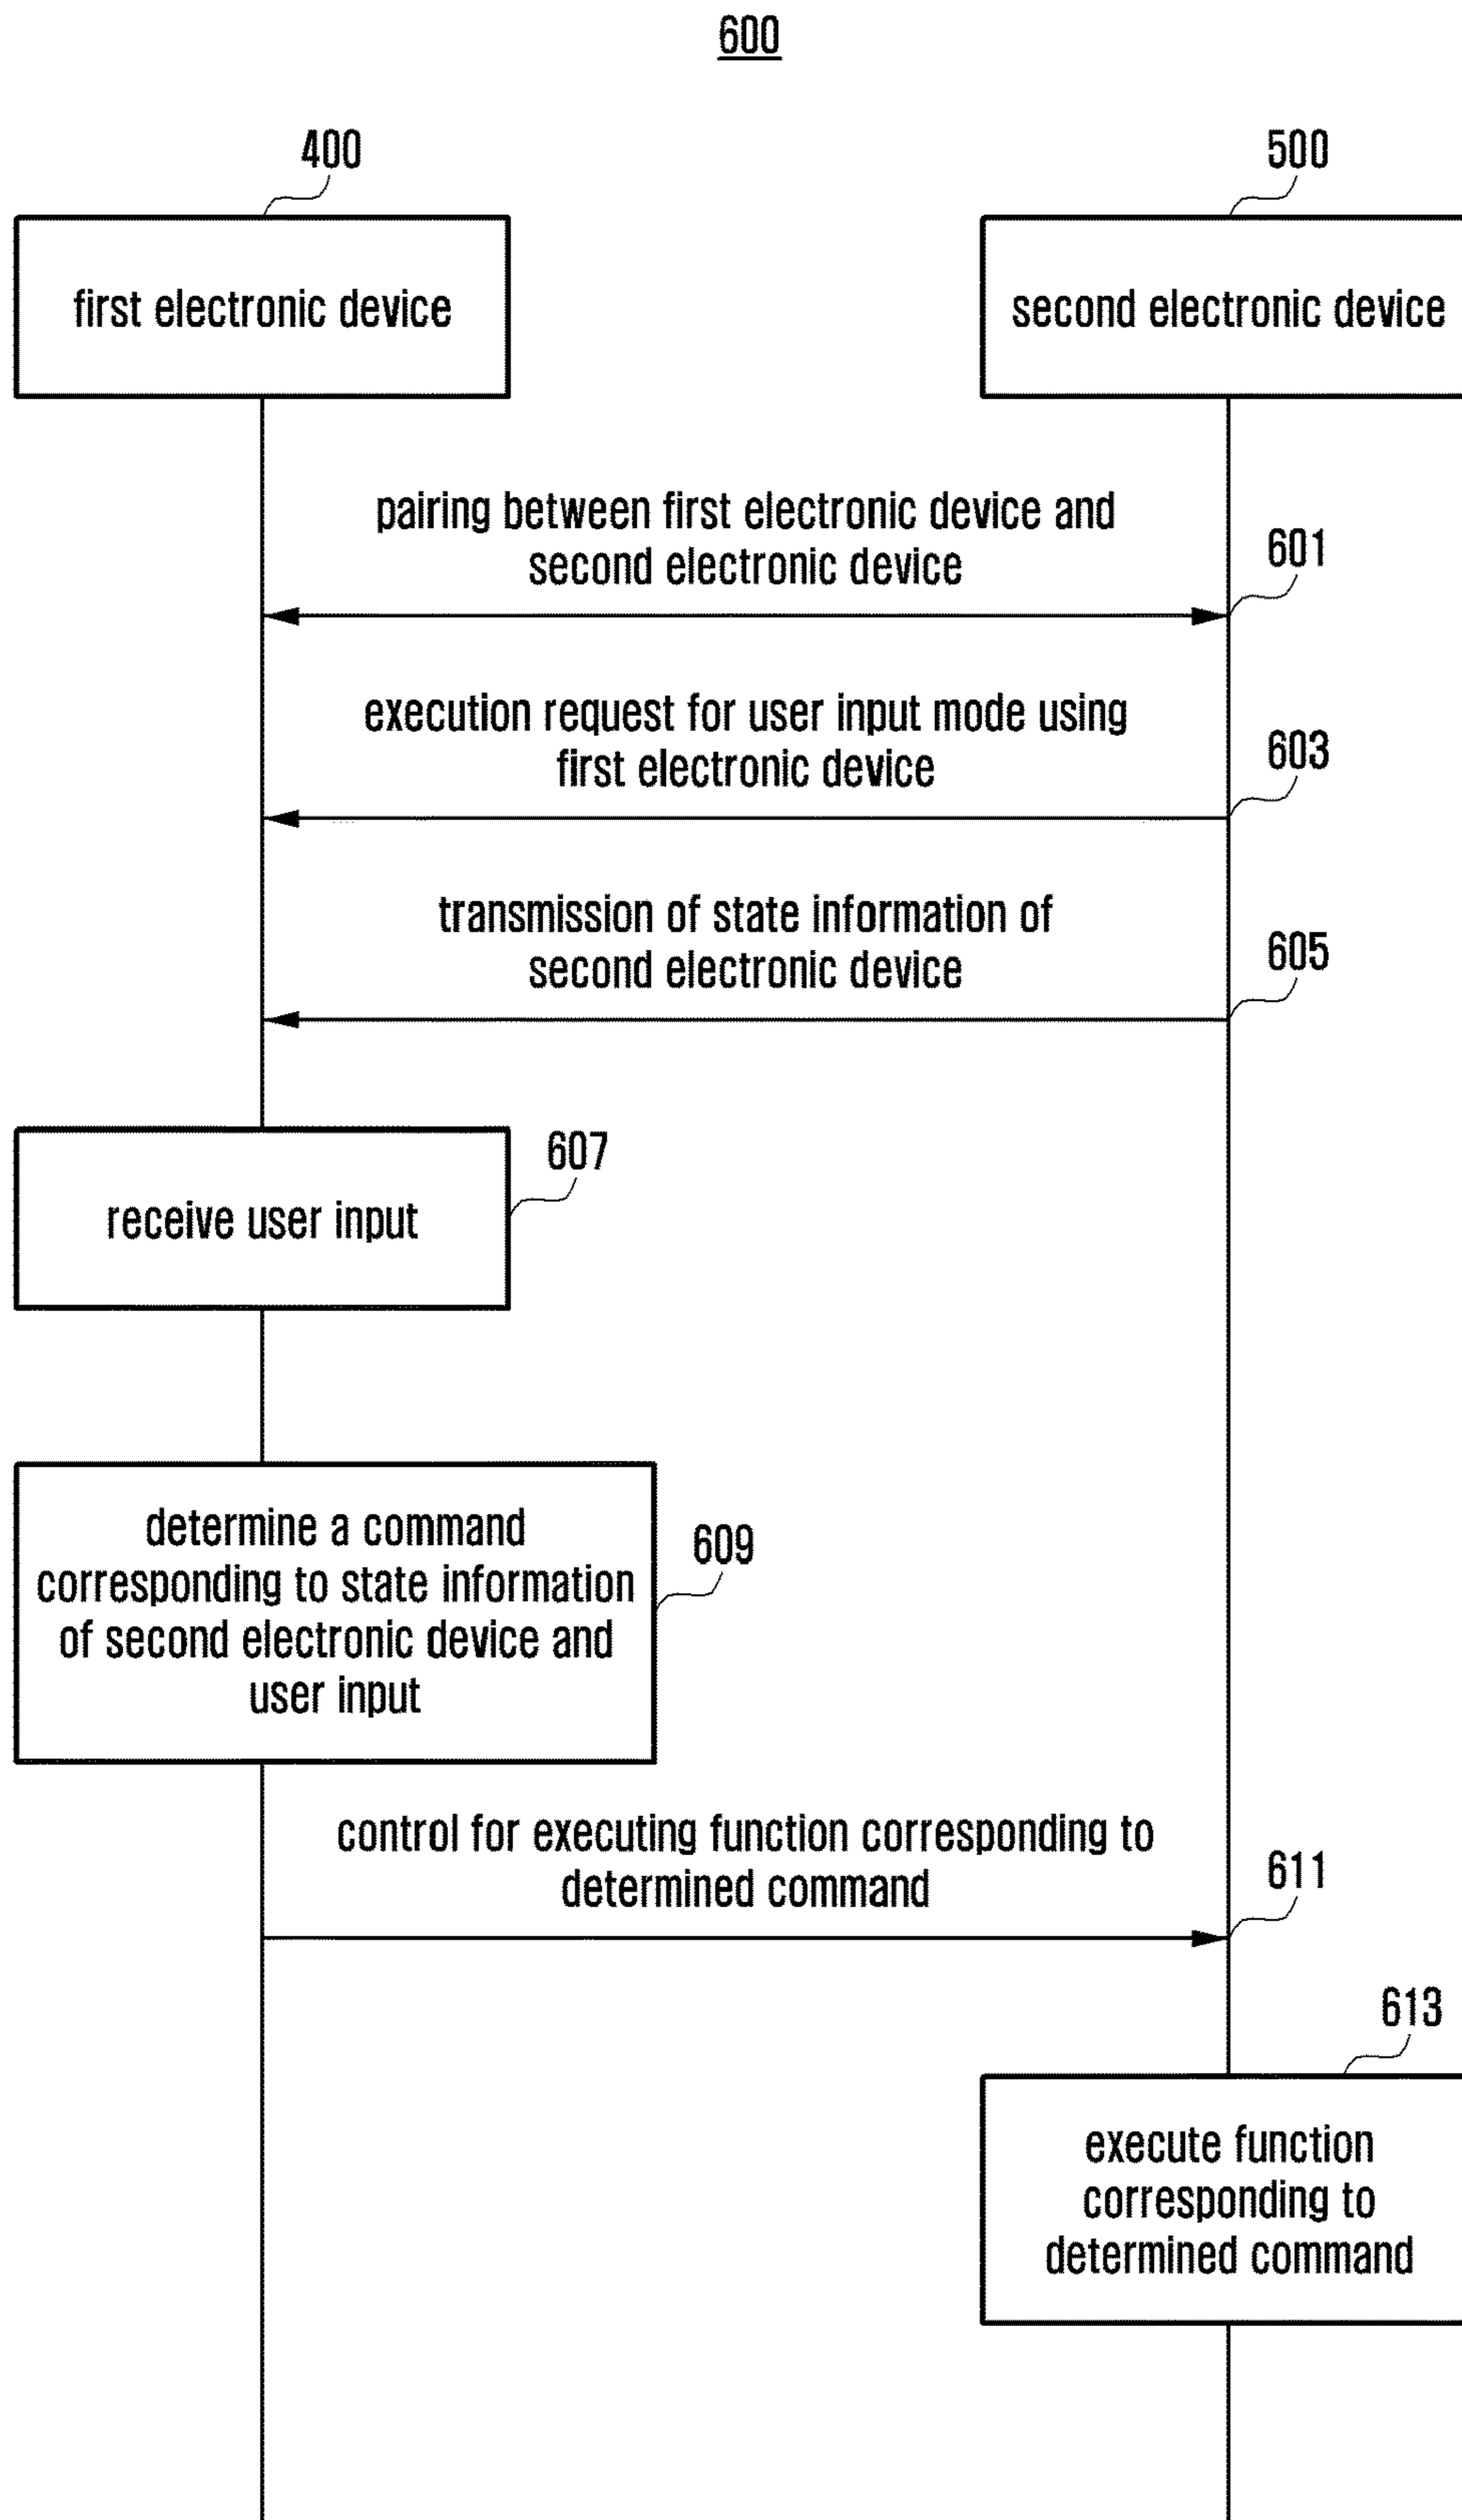 600
400
500
first electronic device
second electronic device
pairing between first electronic device and
second electronic device
601
execution request for user input mode using
first electronic device
603
transmission of state information of
second electronic device
605
607
receive user input
determine a command
corresponding to state information
of second electronic device and
user input
609
control for executing function corresponding to
determined command
611
613
execute function
corresponding to
determined command